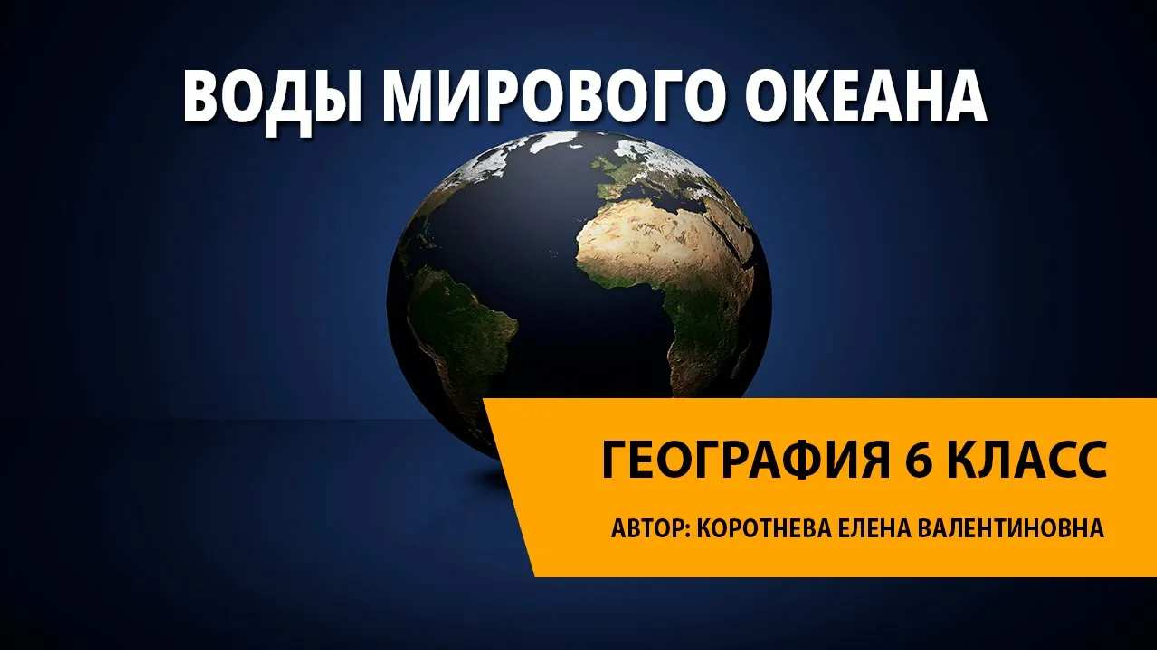 ВОДЫ МИРОВОГО ОКЕАНА
ГЕОГРАФИЯ 6 КЛАСС
АВТОР: КОРОТНЕВА ЕЛЕНА ВАЛЕНТИНОВНА